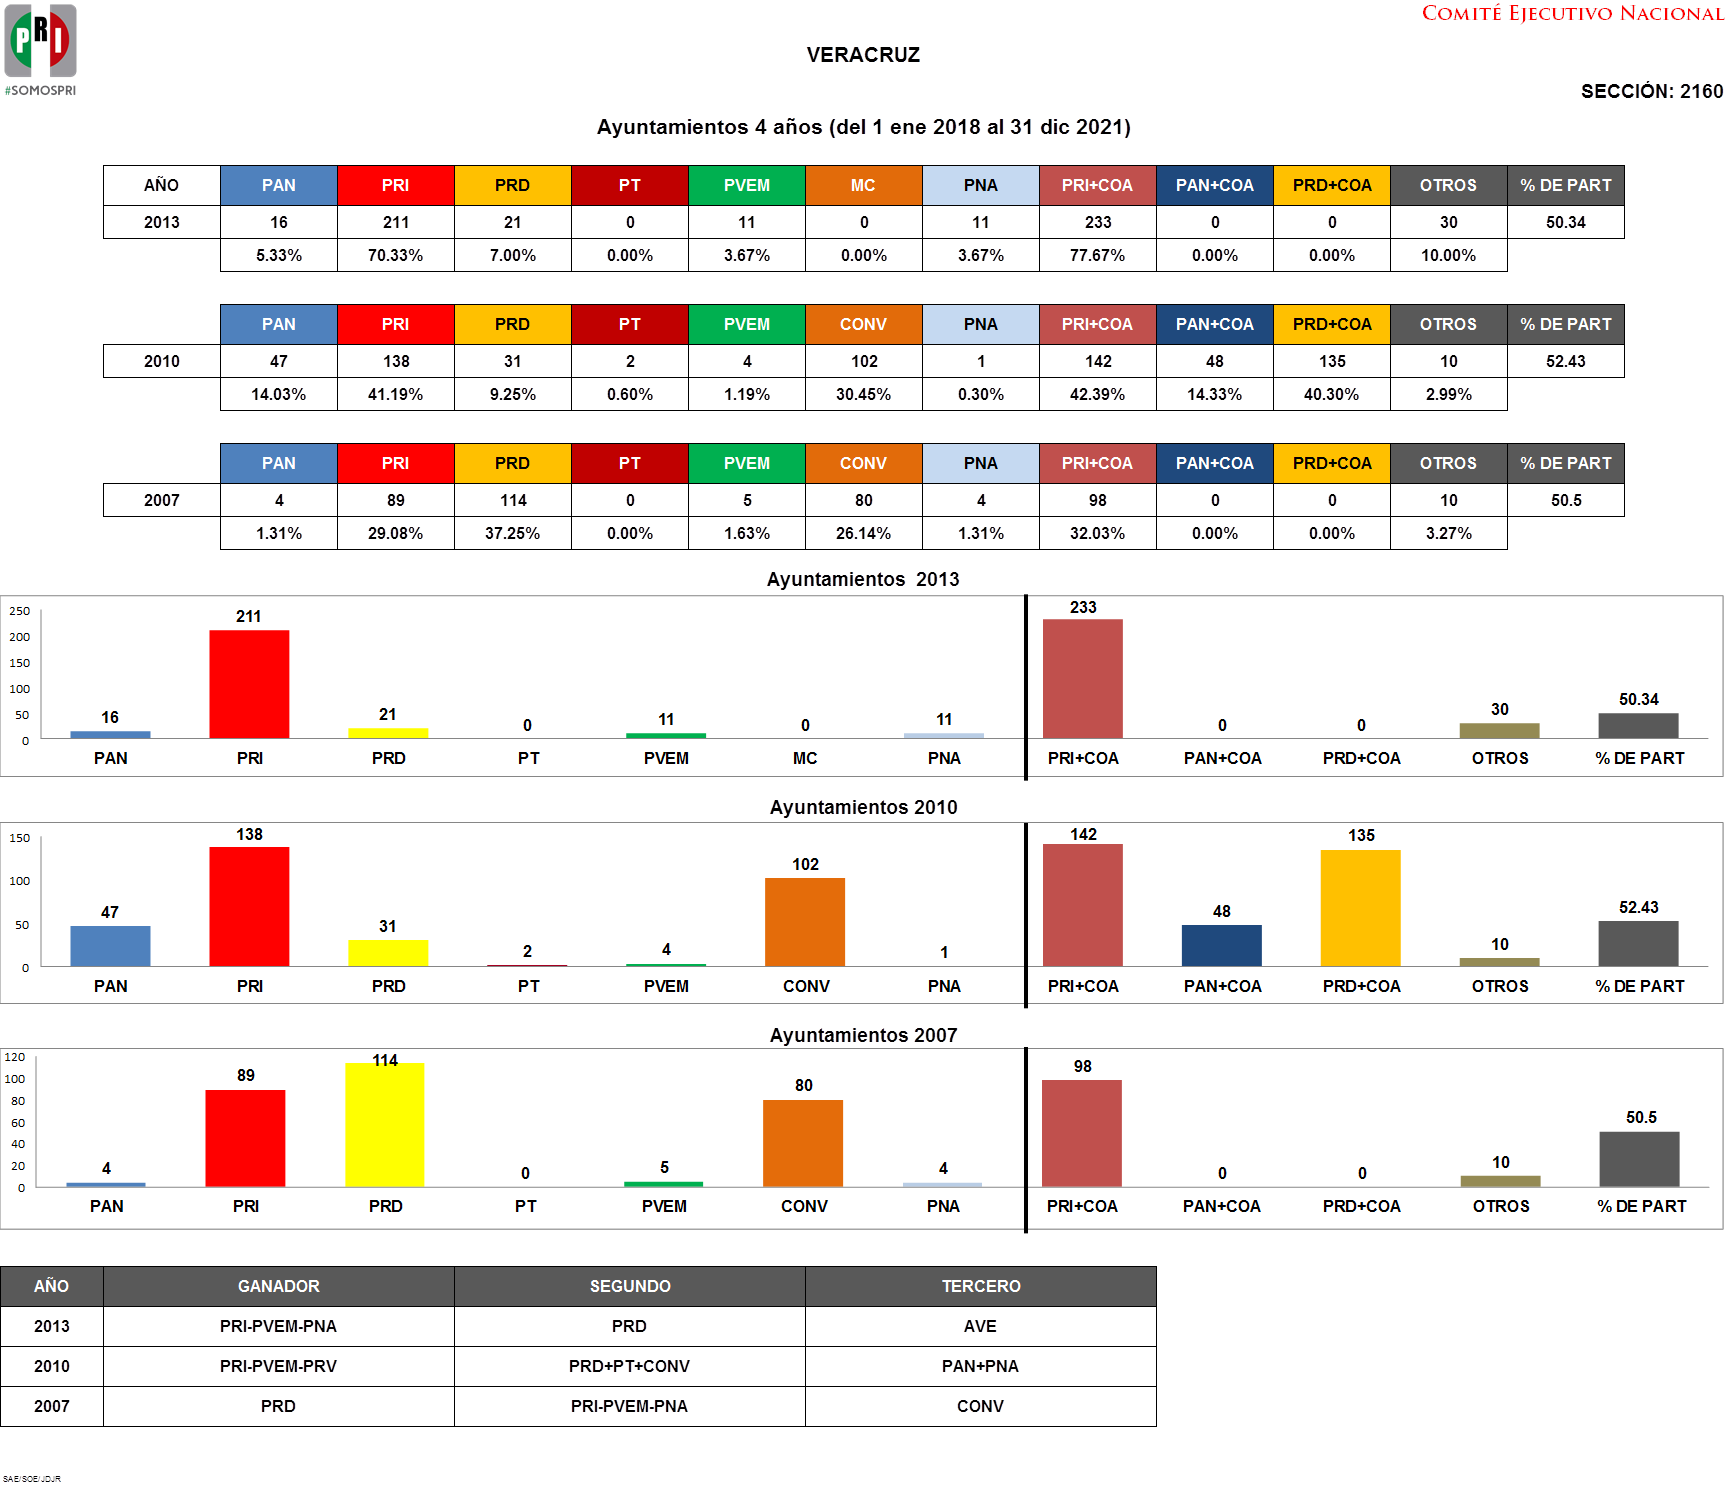 PRI
#SOMOSPRI
COMITÉ EJECUTIVO NACIONAL
VERACRUZ
SECCIÓN: 2160
Ayuntamientos 4 años (del 1 ene 2018 al 31 dic 2021)
AÑO PAN PRI PRD PT PVEM MC PNA PRI+COA PAN+COA PRD+COA OTROS % DE PART
2013 16 211 21 0 11 0 11 233 0 0 30 50.34
5.33% 70.33% 7.00% 0.00% 3.67% 0.00% 3.67% 77.67% 0.00% 0.00% 10.00%
PAN PRI PRD PT PVEM CONV PNA PRI+COA PAN+COA PRD+COA OTROS % DE PART
2010 47 138 31 2 4 102 1 142 48 135 10 52.43
14.03% 41.19% 9.25% 0.60% 1.19% 30.45% 0.30% 42.39% 14.33% 40.30% 2.99%
PAN PRI PRD PT PVEM CONV PNA PRI+COA PAN+COA PRD+COA OTROS % DE PART
2007 4 89 114 0 5 80 4 98 0 0 10 50.5
1.31% 29.08% 37.25% 0.00% 1.63% 26.14% 1.31% 32.03% 0.00% 0.00% 3.27%
Ayuntamientos 2013
250
200
150
100
50
0
16 211 21 0 11 0 11 233 0 0 30 50.34
PAN PRI PRD PT PVEM MC PNA PRI+COA PAN+COA PRD+COA OTROS % DE PART
Ayuntamientos 2010
150
100
50
0
47 138 31 2 4 102 1 142 48 135 10 52.43
PAN PRI PRD PT PVEM CONV PNA PRI+COA PAN+COA PRD+COA OTROS % DE PART
Ayuntamientos 2007
120
100
80
60
40
20
0
4 89 114 0 5 80 4 98 0 0 10 50.5
PAN PRI PRD PT PVEM CONV PNA PRI+COA PAN+COA PRD+COA OTROS % DE PART
AÑO GANADOR SEGUNDO TERCERO
2013 PRI-PVEM-PNA PRD AVE
2010 PRI-PVEM-PRV PRD+PT+CONV PAN+PNA
2007 PRD PRI-PVEM-PNA CONV
SAE/SOE/JDJR